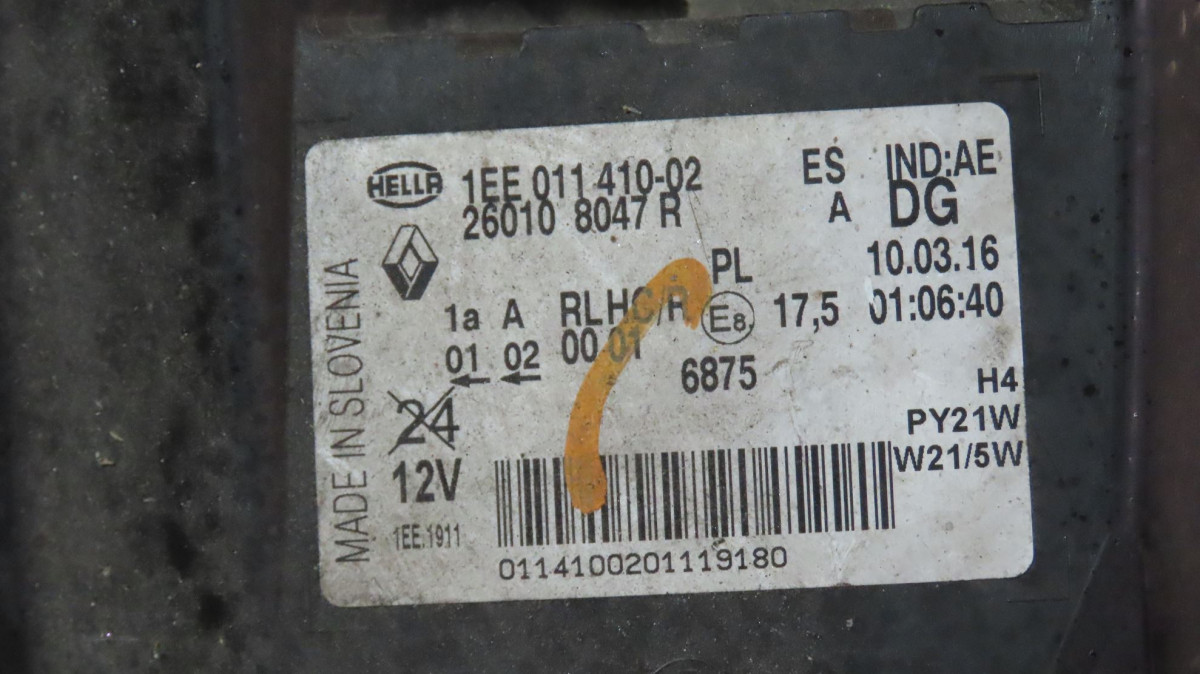 HELLA 1EE 011 410-02 ES IND:AE
26010 8047 R A DG
PL 10.03.16
1a A RLHC/R E8 17,5 01:06:40
01 02 00 01
6875
H4
24 PY21W
12V W21/5W
1EE.1911
01141002011119180
MADE IN SLOVENIA